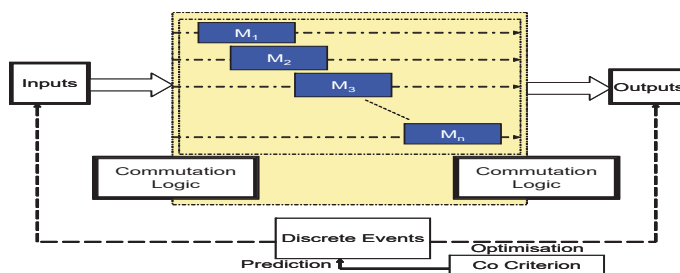 M1
M2
Inputs
M3
Outputs
Mn
Commutation
Logic
Commutation
Logic
Discrete Events
Optimisation
Prediction
Co Criterion